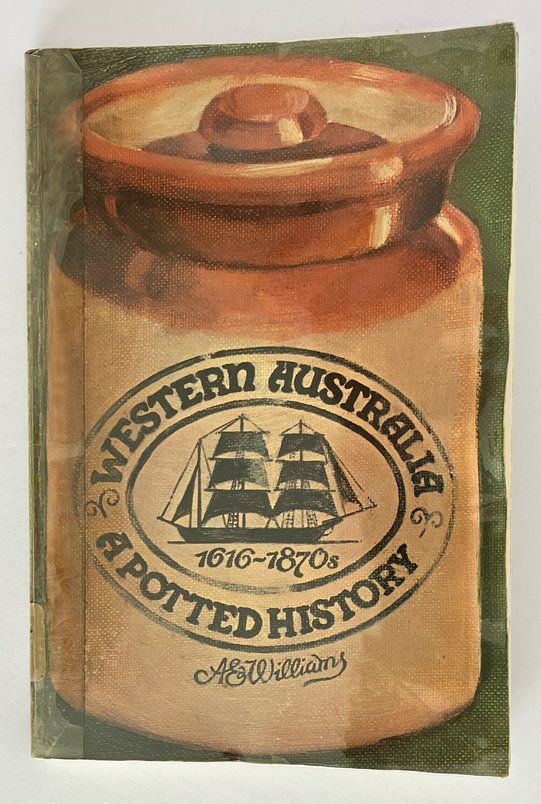 WESTERN AUSTRALIA
1616~1870s
A POTTED HISTORY
A E Williams